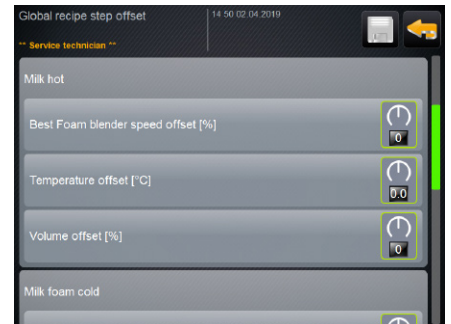 Global recipe step offset
14 50 02.04.2019
** Service technician **
Milk hot
Best Foam blender speed offset [%]
0
Temperature offset [°C]
0.0
Volume offset [%]
0
Milk foam cold